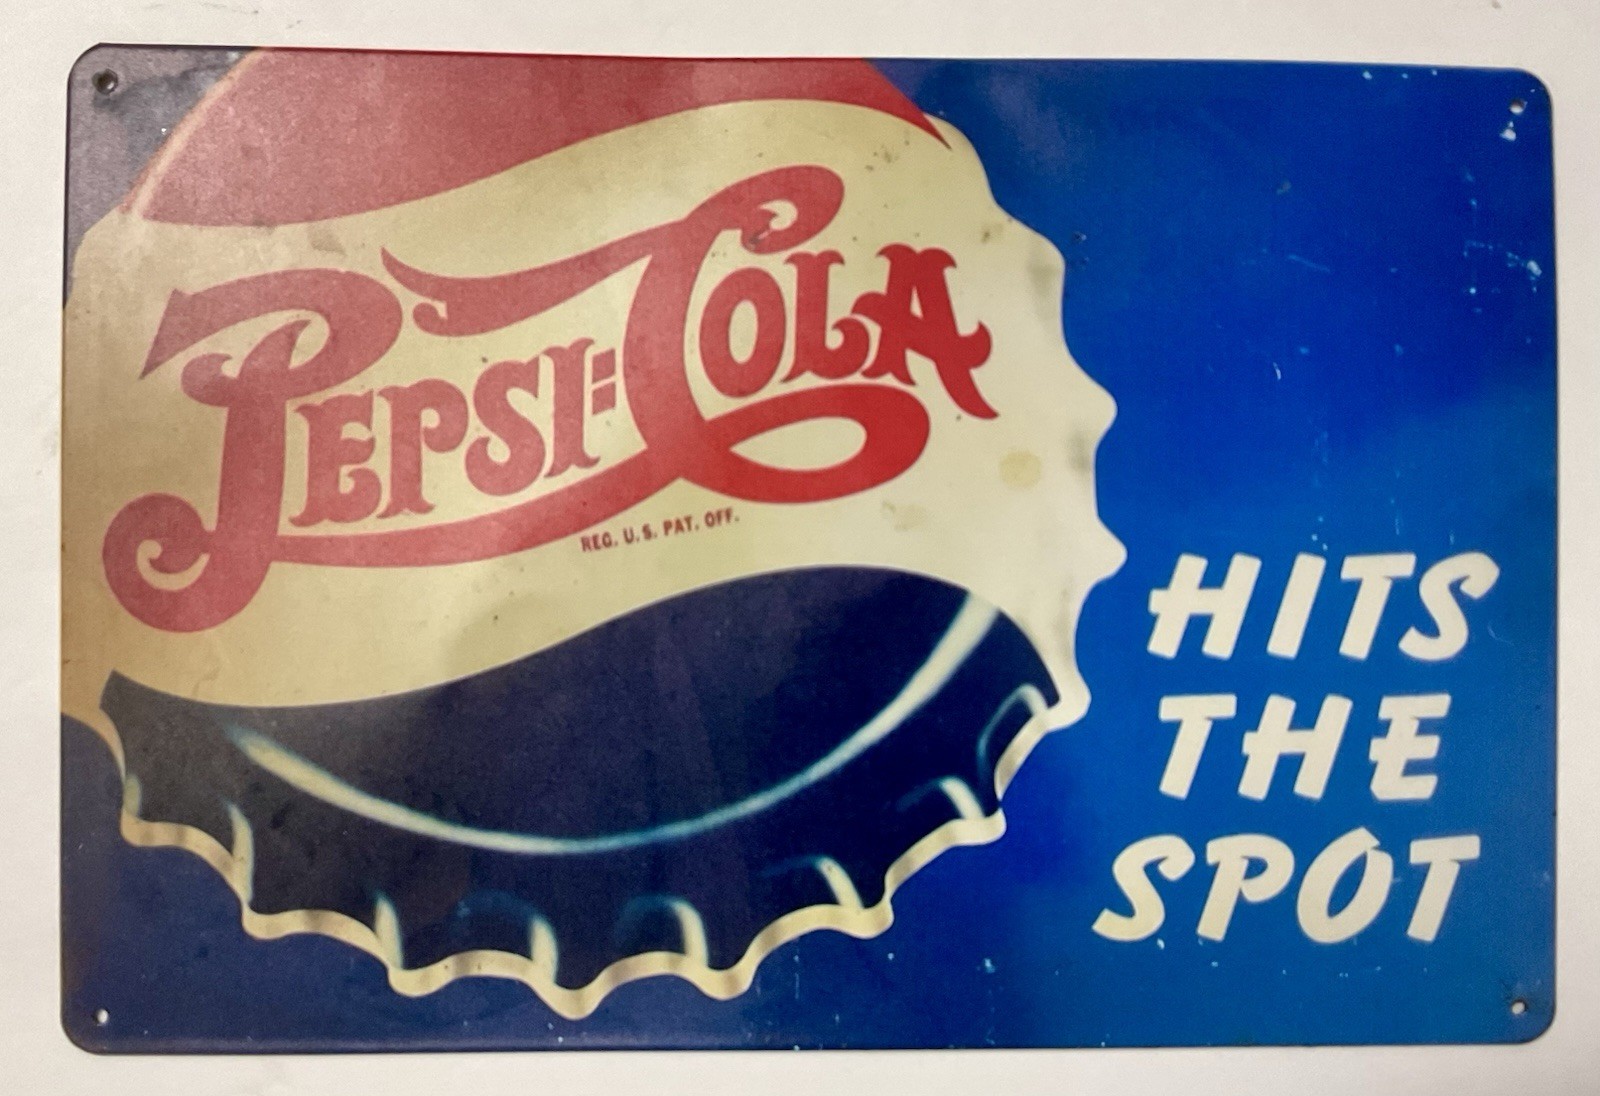 PEPSI=COLA
REG. U.S. PAT. OFF.
HITS
THE
SPOT